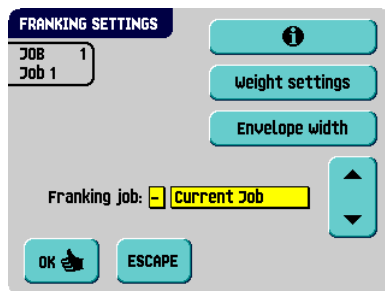 FRANKING SETTINGS
JOB 1
Job 1
Weight settings
Envelope width
Franking job: - Current Job
OK
ESCAPE